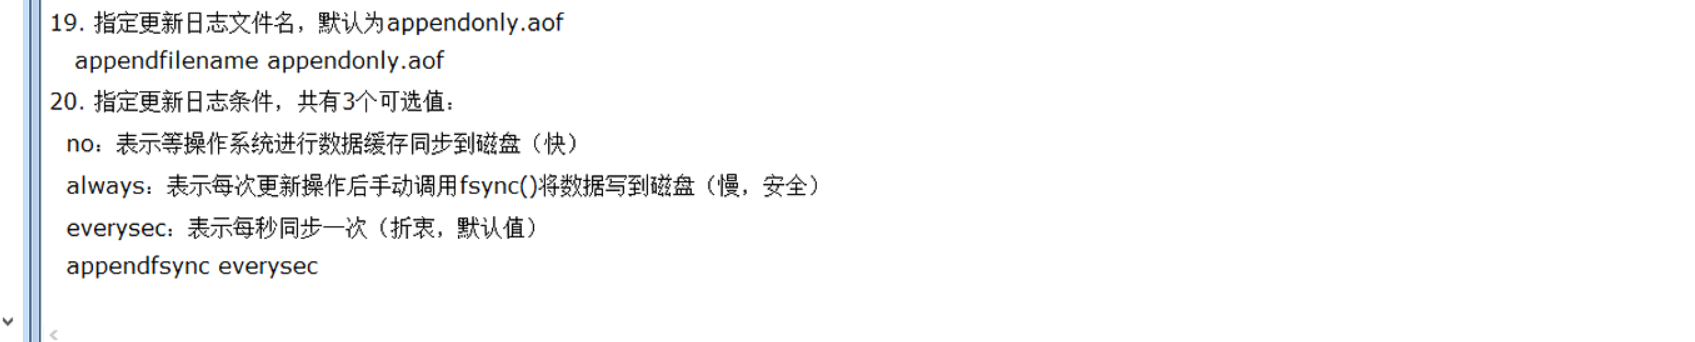 19. 指定更新日志文件名，默认为appendonly.aof
appendfilename appendonly.aof
20. 指定更新日志条件，共有3个可选值：
no：表示等操作系统进行数据缓存同步到磁盘（快）
always：表示每次更新操作后手动调用fsync()将数据写到磁盘（慢，安全）
everysec：表示每秒同步一次（折衷，默认值）
appendfsync everysec